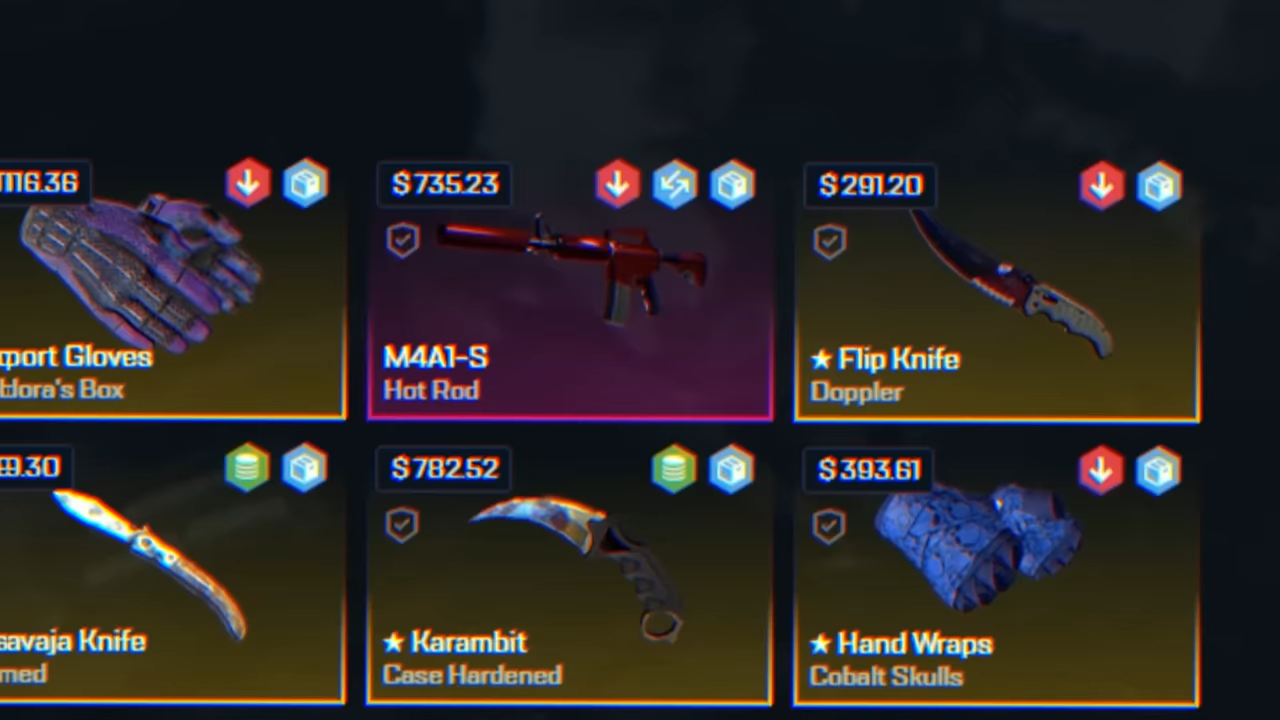 1116.36
$735.23
$291.20
port Gloves
dora's Box
M4A1-S
Hot Rod
★ Flip Knife
Doppler
9.30
$782.52
$393.61
savaja Knife
med
★ Karambit
Case Hardened
★ Hand Wraps
Cobalt Skulls